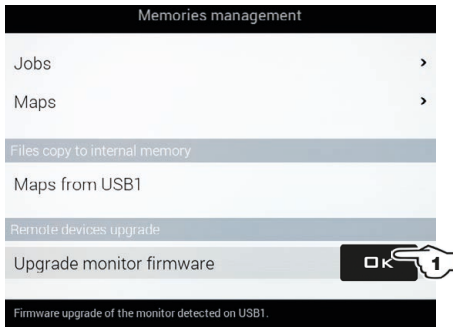 Memories management
Jobs >
Maps >
Files copy to internal memory
Maps from USB1
Remote devices upgrade
Upgrade monitor firmware OK 1
Firmware upgrade of the monitor detected on USB1.